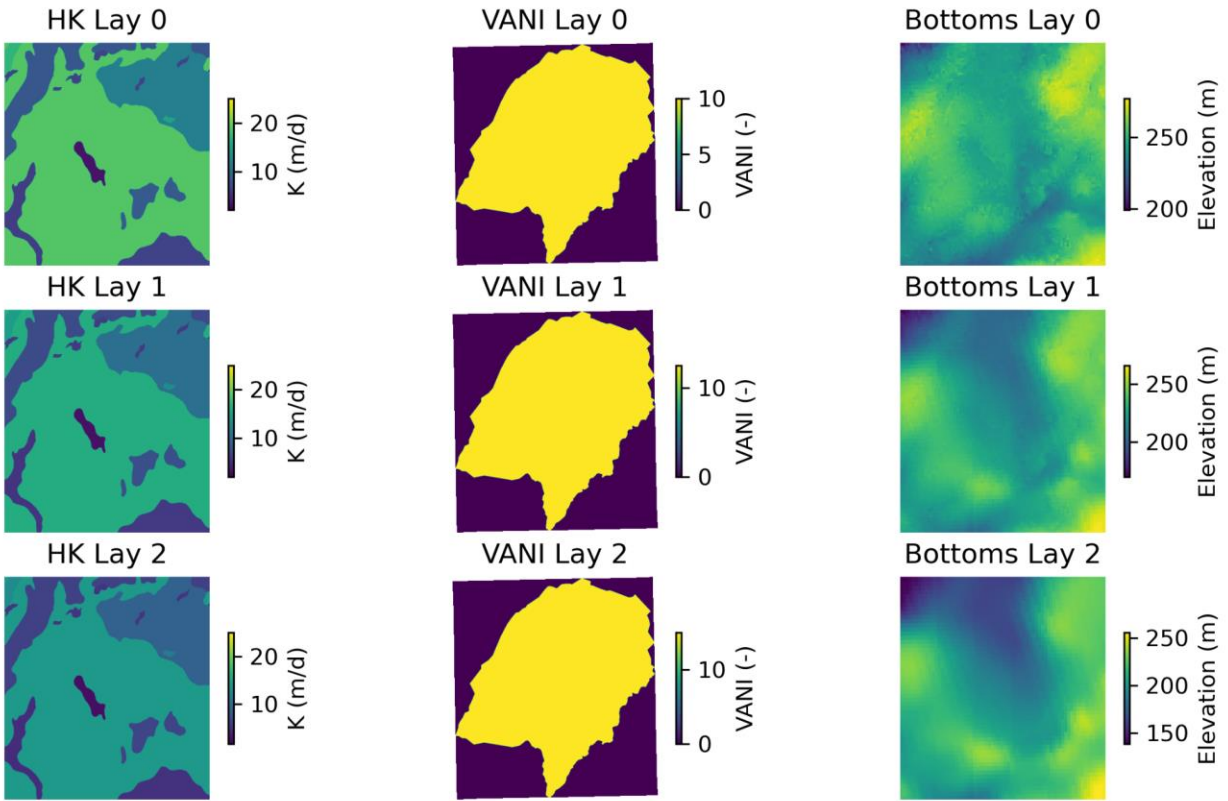 HK Lay 0
VANI Lay 0
Bottoms Lay 0
20
10
K (m/d)
10
5
0
VANI (-)
250
200
Elevation (m)
HK Lay 1
VANI Lay 1
Bottoms Lay 1
20
10
K (m/d)
10
0
VANI (-)
250
200
Elevation (m)
HK Lay 2
VANI Lay 2
Bottoms Lay 2
20
10
K (m/d)
10
0
VANI (-)
250
200
150
Elevation (m)